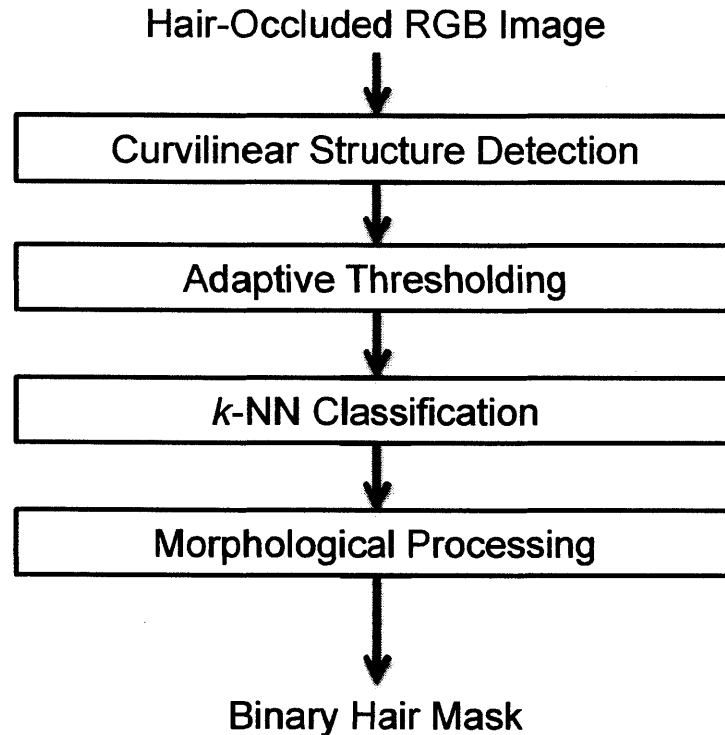 Hair-Occluded RGB Image
Curvilinear Structure Detection
Adaptive Thresholding
k-NN Classification
Morphological Processing
Binary Hair Mask